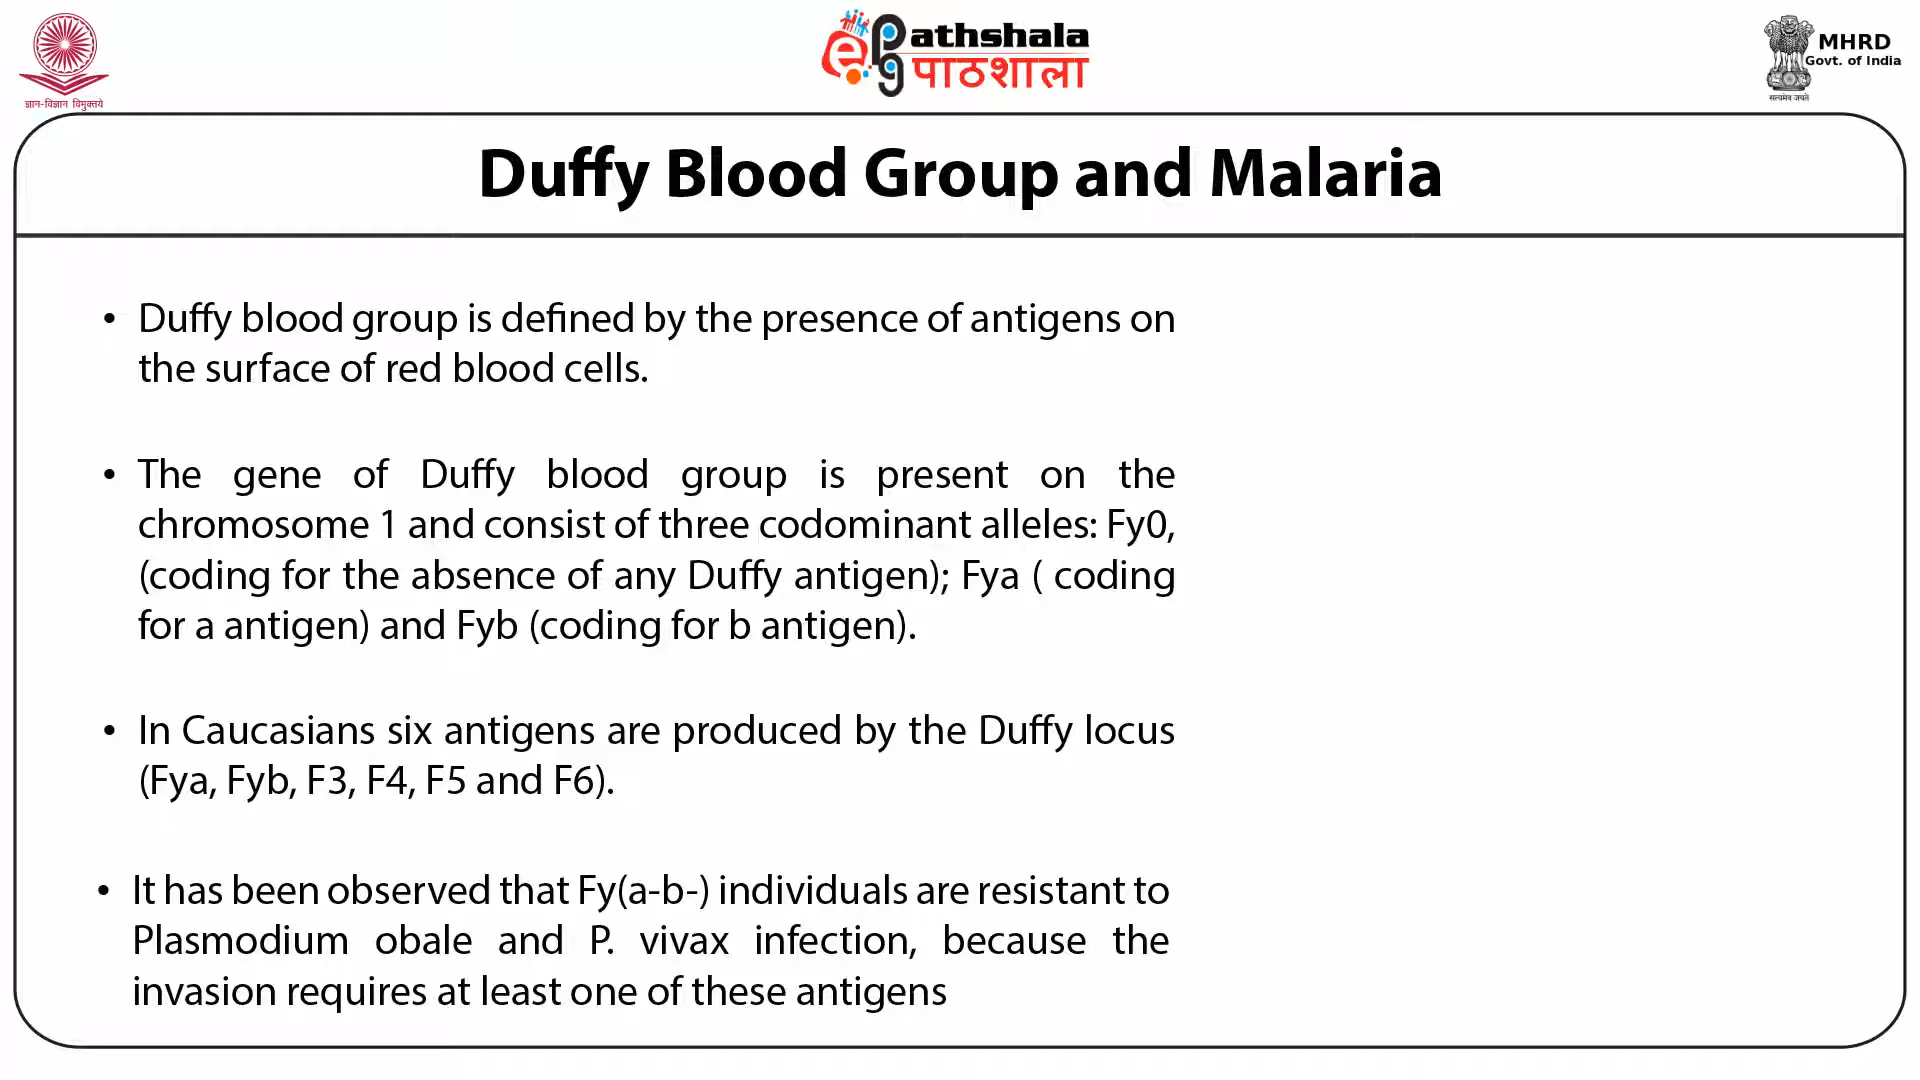 ज्ञान-विज्ञान विमुक्तये
ePathshala
पाठशाला
MHRD
Govt. of India
सत्यमेव जयते
Duffy Blood Group and Malaria
• Duffy blood group is defined by the presence of antigens on
the surface of red blood cells.
• The gene of Duffy blood group is present on the
chromosome 1 and consist of three codominant alleles: Fy0,
(coding for the absence of any Duffy antigen); Fya ( coding
for a antigen) and Fyb (coding for b antigen).
• In Caucasians six antigens are produced by the Duffy locus
(Fya, Fyb, F3, F4, F5 and F6).
• It has been observed that Fy(a-b-) individuals are resistant to
Plasmodium obale and P. vivax infection, because the
invasion requires at least one of these antigens